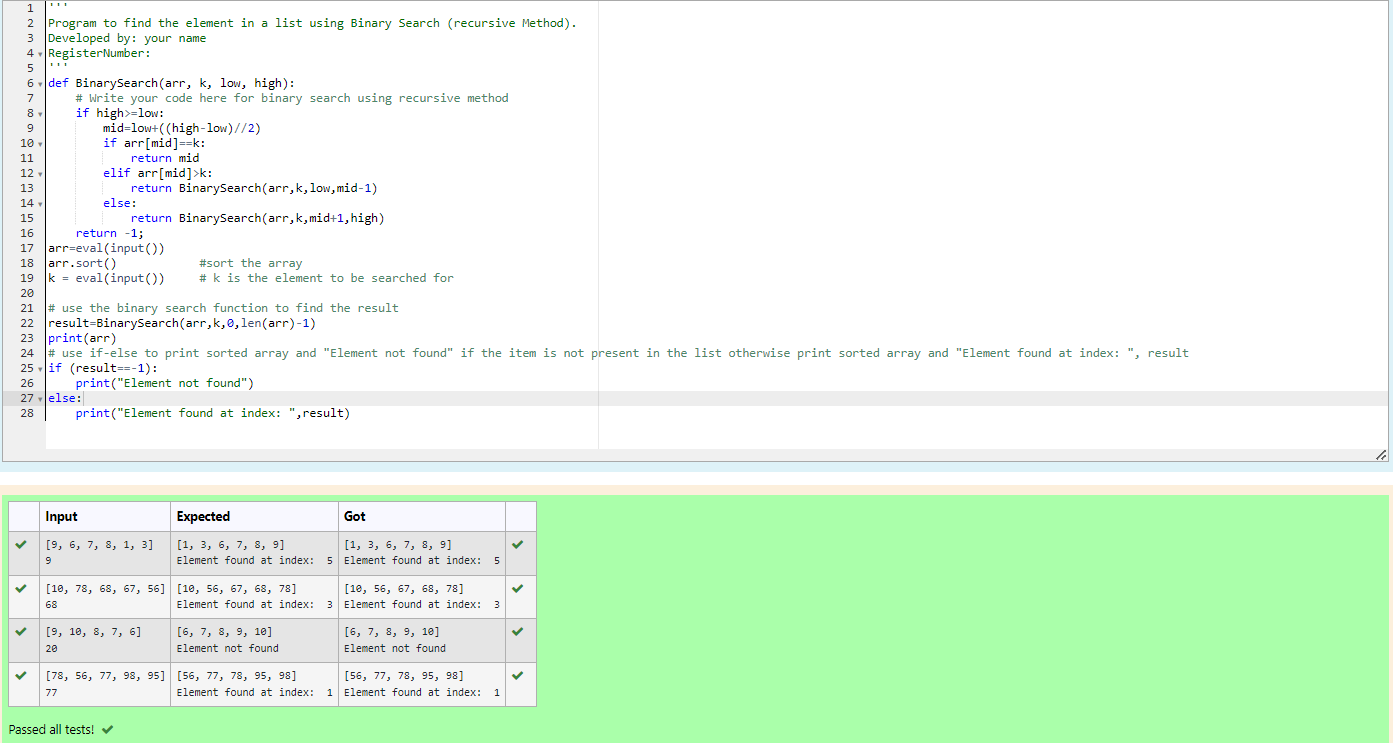 1 '''
2 Program to find the element in a list using Binary Search (recursive Method).
3 Developed by: your name
4 RegisterNumber:
5 '''
6 def BinarySearch(arr, k, low, high):
7     # Write your code here for binary search using recursive method
8     if high>=low:
9         mid=low+((high-low)//2)
10         if arr[mid]==k:
11             return mid
12         elif arr[mid]>k:
13             return BinarySearch(arr,k,low,mid-1)
14         else:
15             return BinarySearch(arr,k,mid+1,high)
16     return -1;
17 arr=eval(input())
18 arr.sort()            #sort the array
19 k = eval(input())     # k is the element to be searched for
20
21 # use the binary search function to find the result
22 result=BinarySearch(arr,k,0,len(arr)-1)
23 print(arr)
24 # use if-else to print sorted array and "Element not found" if the item is not present in the list otherwise print sorted array and "Element found at index: ", result
25 if (result==-1):
26     print("Element not found")
27 else:
28     print("Element found at index: ",result)
Input Expected Got
[9, 6, 7, 8, 1, 3] [1, 3, 6, 7, 8, 9] [1, 3, 6, 7, 8, 9]
9 Element found at index:  5 Element found at index:  5
[10, 78, 68, 67, 56] [10, 56, 67, 68, 78] [10, 56, 67, 68, 78]
68 Element found at index:  3 Element found at index:  3
[9, 10, 8, 7, 6] [6, 7, 8, 9, 10] [6, 7, 8, 9, 10]
20 Element not found Element not found
[78, 56, 77, 98, 95] [56, 77, 78, 95, 98] [56, 77, 78, 95, 98]
77 Element found at index:  1 Element found at index:  1
Passed all tests!